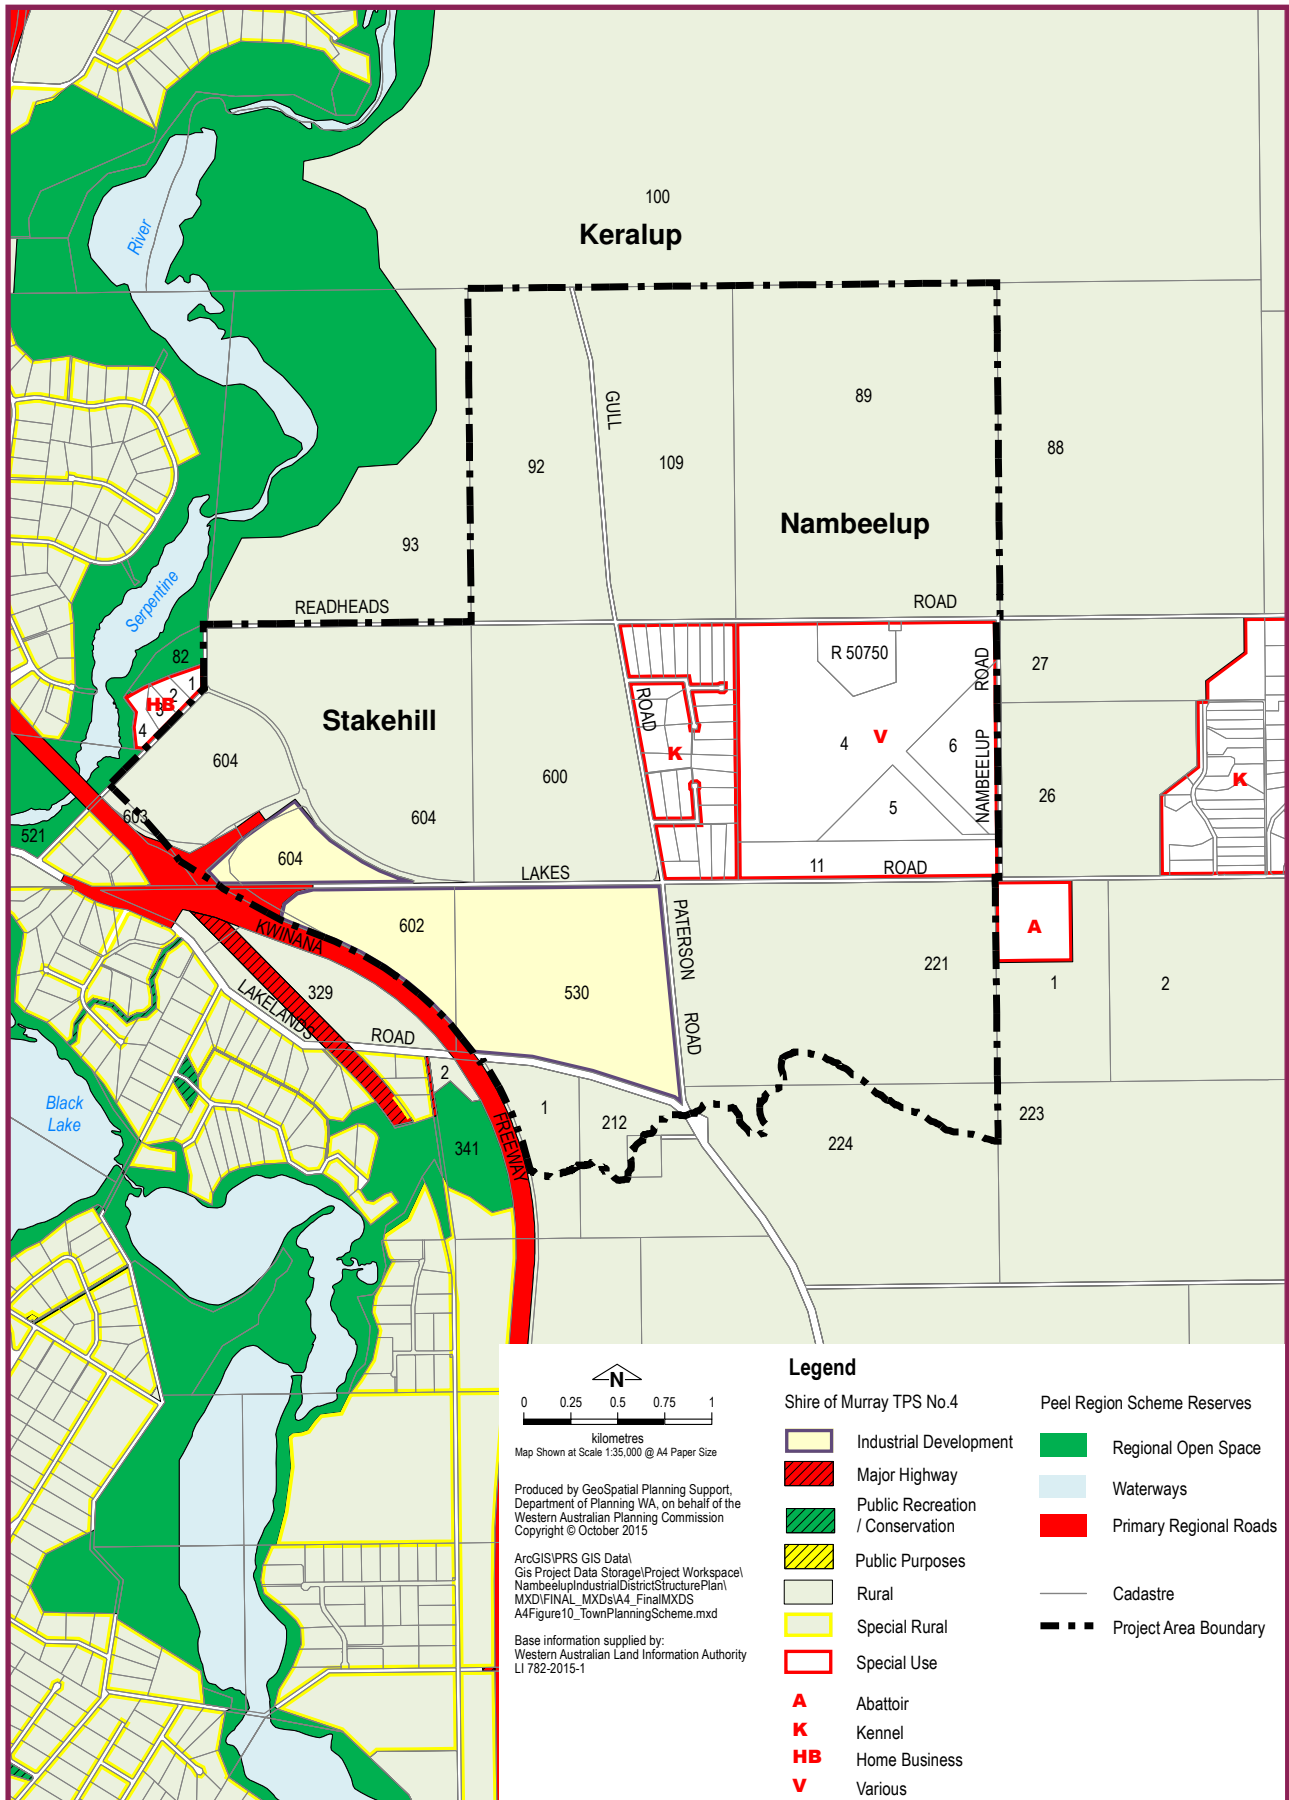 100
Keralup
River
GULL
89
92
109
88
Nambeelup
93
Serpentine
READHEADS
ROAD
82
R 50750
ROAD
27
1
2
3
4
HB
ROAD
Stakehill
604
600
K
4
V
6
NAMBEELUP
K
26
603
604
5
521
604
LAKES
11
ROAD
602
KWINANA
PATERSON
A
221
1
2
530
329
LAKELANDS
ROAD
ROAD
2
Black
Lake
1
212
FREEWAY
341
224
223
N
0 0.25 0.5 0.75 1
kilometres
Map Shown at Scale 1:35,000 @ A4 Paper Size
Produced by GeoSpatial Planning Support,
Department of Planning WA, on behalf of the
Western Australian Planning Commission
Copyright © October 2015
ArcGIS\PRS GIS Data\
Gis Project Data Storage\Project Workspace\
NambeelupIndustrialDistrictStructurePlan\
MXD\FINAL_MXDs\A4_FinalMXDS
A4Figure10_TownPlanningScheme.mxd
Base information supplied by:
Western Australian Land Information Authority
LI 782-2015-1
Legend
Shire of Murray TPS No.4
Industrial Development
Major Highway
Public Recreation
/ Conservation
Public Purposes
Rural
Special Rural
Special Use
A Abattoir
K Kennel
HB Home Business
V Various
Peel Region Scheme Reserves
Regional Open Space
Waterways
Primary Regional Roads
Cadastre
Project Area Boundary